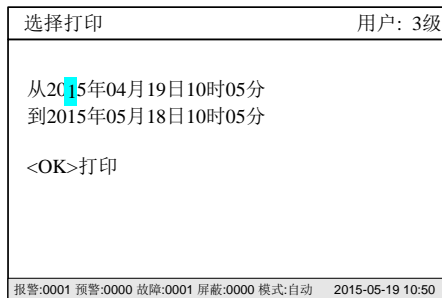 选择打印 用户: 3级
从2015年04月19日10时05分
到2015年05月18日10时05分
<OK>打印
报警:0001 预警:0000 故障:0001 屏蔽:0000 模式:自动 2015-05-19 10:50